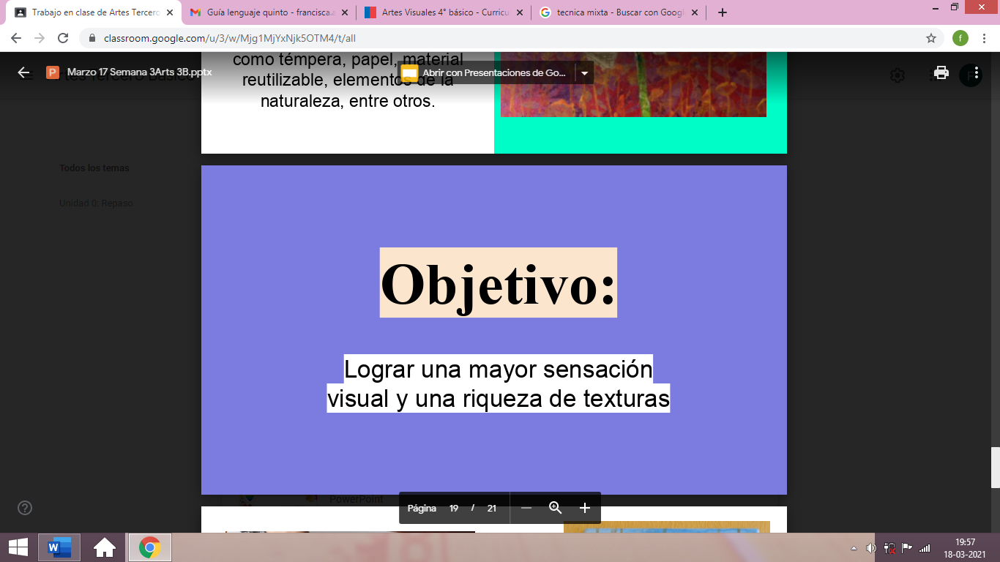 Trabajo en clase de Artes Tercero
Guía lenguaje quinto - francisca.a
Artes Visuales 4° básico - Curricu
tecnica mixta - Buscar con Googl
classroom.google.com/u/3/w/Mjg1MjYxNjk5OTM4/t/all
f
Marzo 17 Semana 3Arts 3B.pptx
Abrir con Presentaciones de Go...
como témpera, papel, material
reutilizable, elementos de la
naturaleza, entre otros.
Todos los temas
Unidad 0: Repaso
Objetivo:
Lograr una mayor sensación
visual y una riqueza de texturas
PowerPoint
Página 19 / 21
19:57
18-03-2021